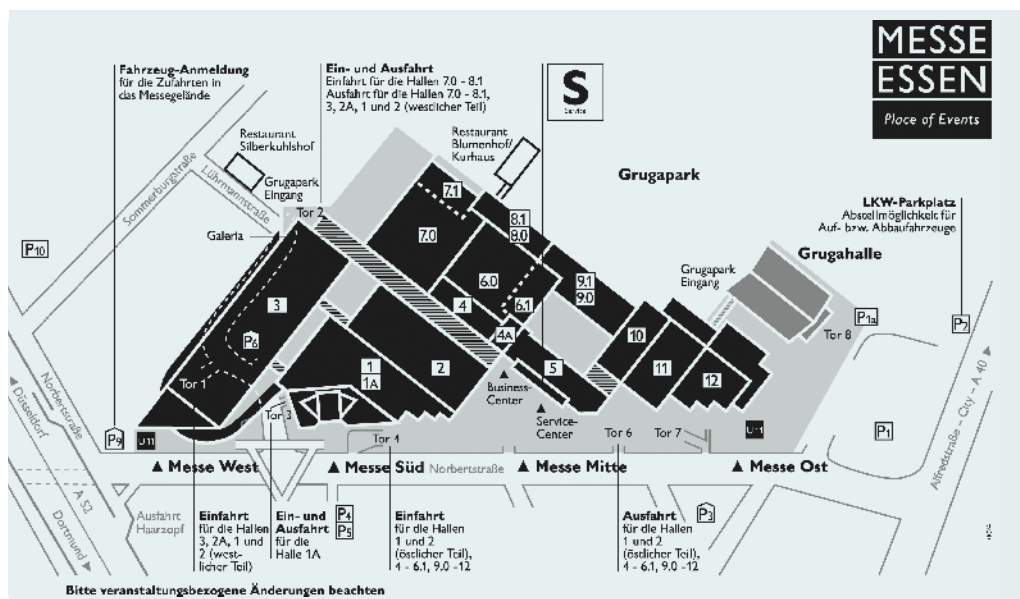 MESSE
ESSEN
Place of Events
Fahrzeug-Anmeldung
für die Zufahrten in
das Messegelände
Ein- und Ausfahrt
Einfahrt für die Hallen 7.0 - 8.1
Ausfahrt für die Hallen 7.0 - 8.1,
3, 2A, 1 und 2 (westlicher Teil)
S
Service
Restaurant
Silberkuhlshof
Restaurant
Blumenhof/
Kurhaus
Grugapark
Grugapark
Eingang
Sommerburgstraße
Lührmannstraße
Tor 2
Galeria
P10
LKW-Parkplatz
Abstellmöglichkeit für
Auf- bzw. Abbaufahrzeuge
Grugahalle
Grugapark
Eingang
7.1
7.0
8.1
8.0
6.0
6.1
9.1
9.0
4
4A
3
P6
1
1A
2
5
10
11
12
P1a
P2
Tor 8
Tor 1
Tor 3
Business-
Center
Service-
Center
Tor 4
Tor 6
Tor 7
U11
U11
P9
P1
Düsseldorf
Norbertstraße
Messe West
Messe Süd
Norbertstraße
Messe Mitte
Messe Ost
Alfredstraße - City - A 40
A 52
Dortmund
Ausfahrt
Haarzopf
Einfahrt
für die Hallen
3, 2A, 1 und
2 (west-
licher Teil)
Ein- und
Ausfahrt
für die
Halle 1A
P4
P5
Einfahrt
für die Hallen
1 und 2
(östlicher Teil),
4 - 6.1, 9.0 -12
Ausfahrt
für die Hallen
1 und 2
(östlicher Teil),
4 - 6.1, 9.0 -12
P3
Bitte veranstaltungsbezogene Änderungen beachten